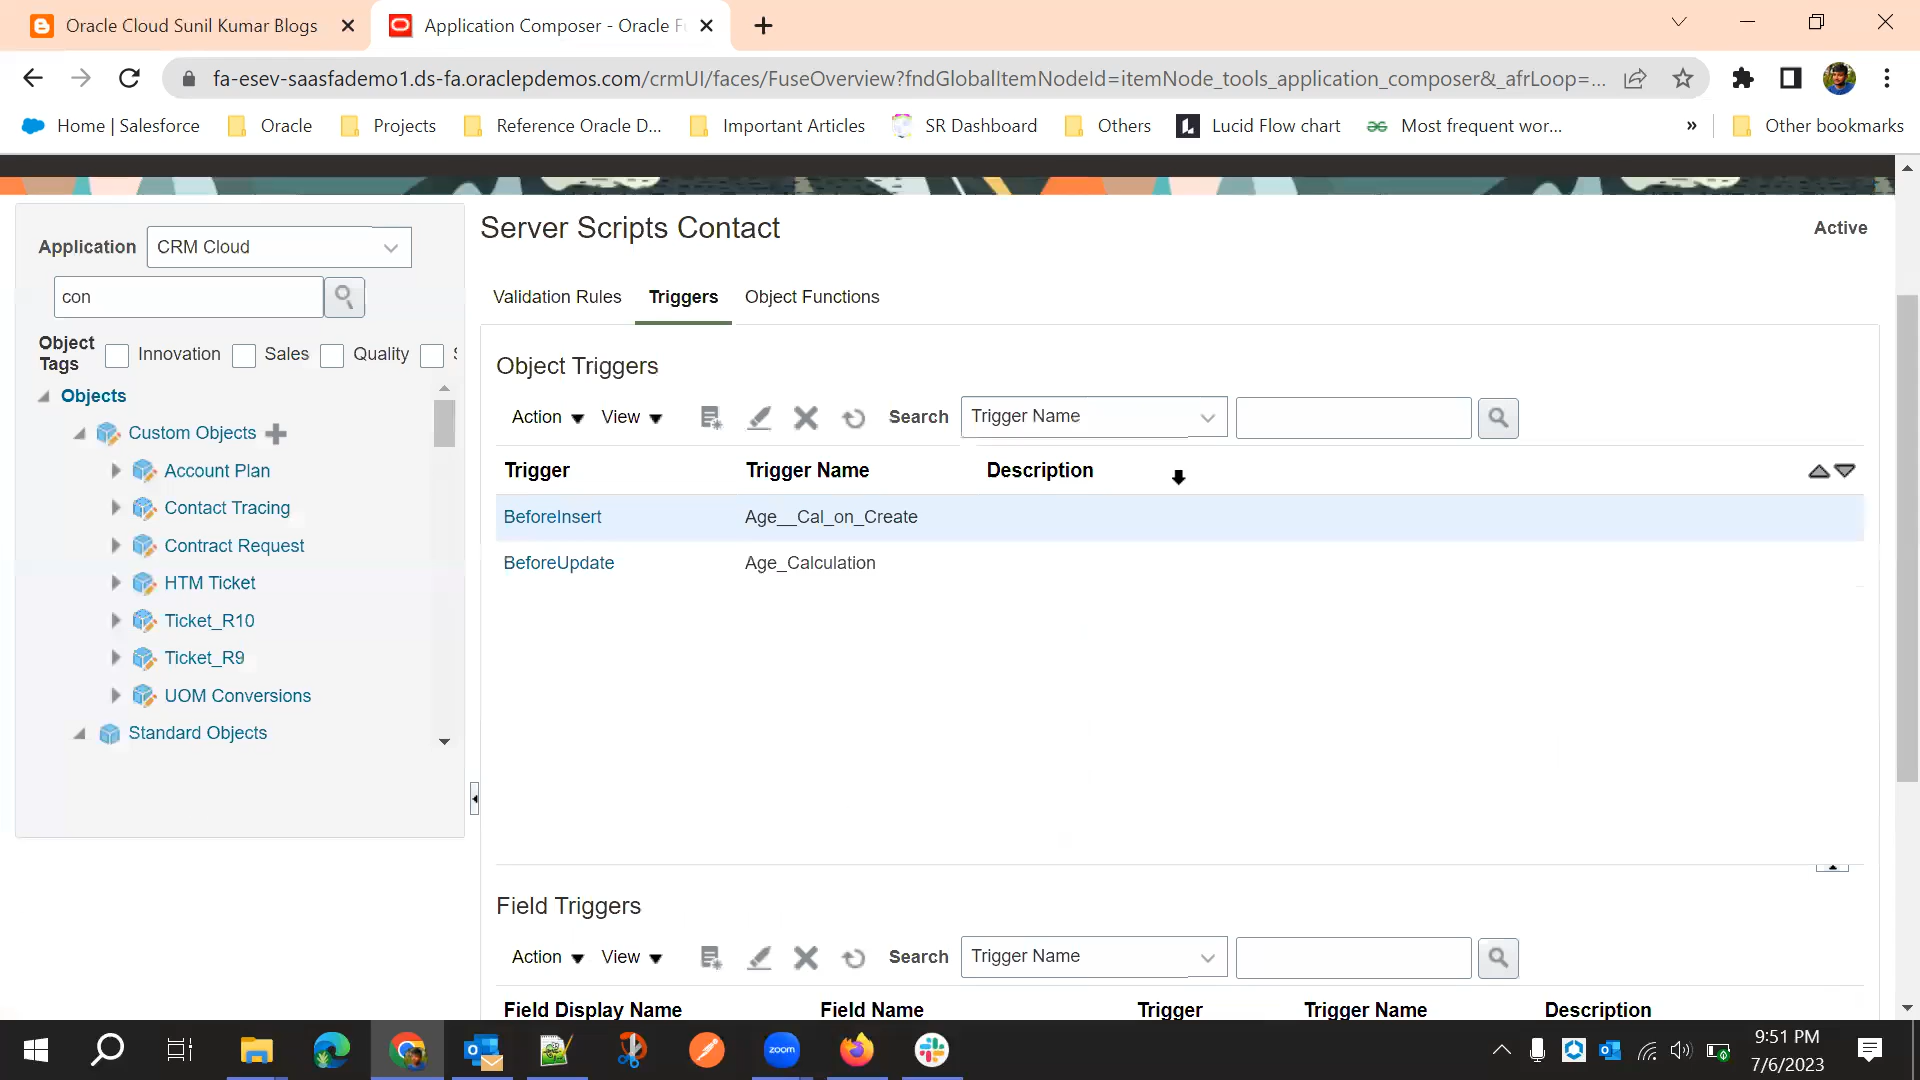 Oracle Cloud Sunil Kumar Blogs
Application Composer - Oracle F
fa-esev-saasfademo1.ds-fa.oraclepdemos.com/crmUI/faces/FuseOverview?fndGlobalItemNodeId=itemNode_tools_application_composer&_afrLoop=...
Home | Salesforce
Oracle
Projects
Reference Oracle D...
Important Articles
SR Dashboard
Others
Lucid Flow chart
Most frequent wor...
»
Other bookmarks
Application
CRM Cloud
con
Object Tags
Innovation
Sales
Quality
Objects
Custom Objects
Account Plan
Contact Tracing
Contract Request
HTM Ticket
Ticket_R10
Ticket_R9
UOM Conversions
Standard Objects
Server Scripts Contact
Active
Validation Rules
Triggers
Object Functions
Object Triggers
Action
View
Search
Trigger Name
Trigger
Trigger Name
Description
BeforeInsert
Age__Cal_on_Create
BeforeUpdate
Age_Calculation
Field Triggers
Action
View
Search
Trigger Name
Field Display Name
Field Name
Trigger
Trigger Name
Description
zoom
9:51 PM
7/6/2023